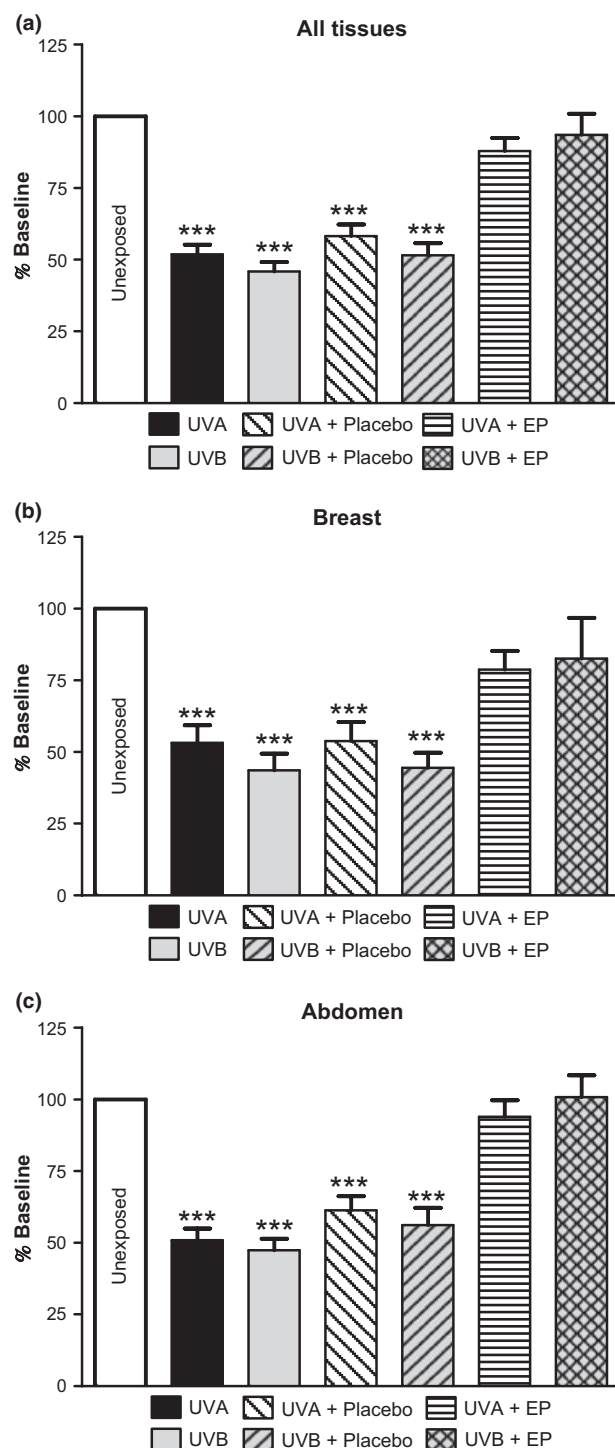 (a)
All tissues
125
100
75
50
25
0
% Baseline
Unexposed
***
***
***
***
UVA UVA + Placebo UVA + EP
UVB UVB + Placebo UVB + EP
(b)
Breast
125
100
75
50
25
0
% Baseline
Unexposed
***
***
***
***
UVA UVA + Placebo UVA + EP
UVB UVB + Placebo UVB + EP
(c)
Abdomen
125
100
75
50
25
0
% Baseline
Unexposed
***
***
***
***
UVA UVA + Placebo UVA + EP
UVB UVB + Placebo UVB + EP